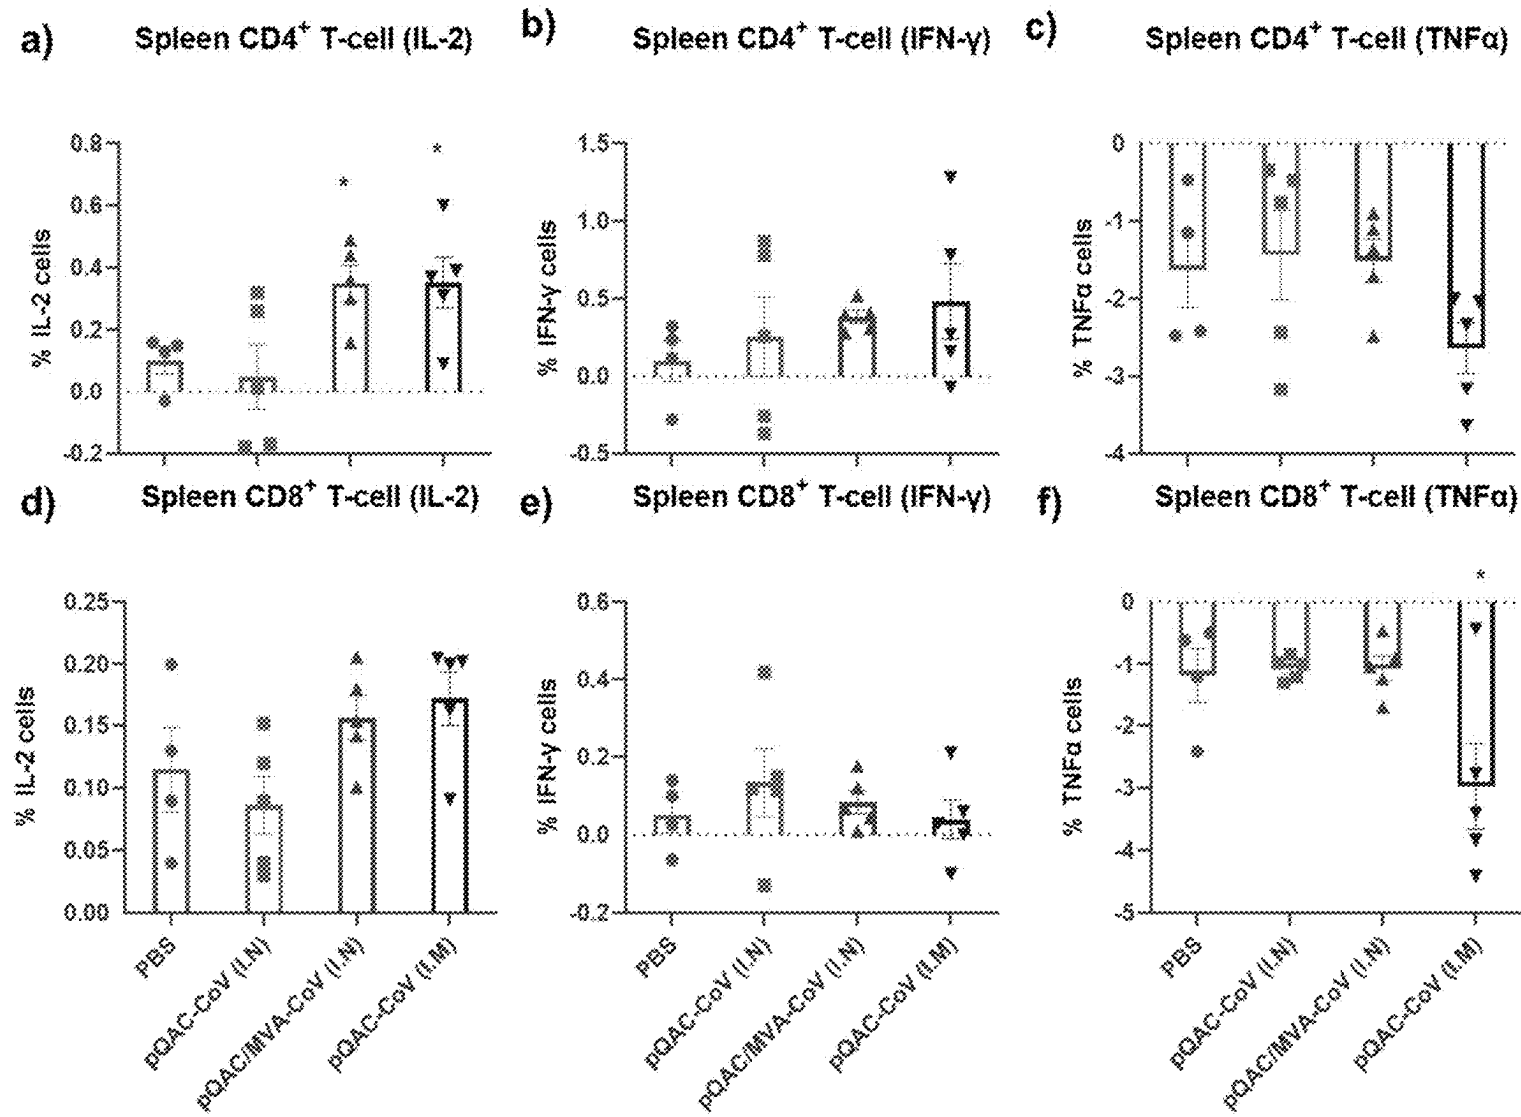 a) Spleen CD4+ T-cell (IL-2)
% IL-2 cells
0.8
*
*
0.6
0.4
0.2
0.0
-0.2
b) Spleen CD4+ T-cell (IFN-γ)
% IFN-γ cells
1.5
1.0
0.5
0.0
-0.5
c) Spleen CD4+ T-cell (TNFα)
% TNFα cells
0
-1
-2
-3
-4
d) Spleen CD8+ T-cell (IL-2)
% IL-2 cells
0.25
0.20
0.15
0.10
0.05
0.00
PBS
pQAC-CoV (I.N)
pQAC/MVA-CoV (I.N)
pQAC-CoV (I.M)
e) Spleen CD8+ T-cell (IFN-γ)
% IFN-γ cells
0.6
0.4
0.2
0.0
-0.2
PBS
pQAC-CoV (I.N)
pQAC/MVA-CoV (I.N)
pQAC-CoV (I.M)
f) Spleen CD8+ T-cell (TNFα)
% TNFα cells
*
0
-1
-2
-3
-4
-5
PBS
pQAC-CoV (I.N)
pQAC/MVA-CoV (I.N)
pQAC-CoV (I.M)